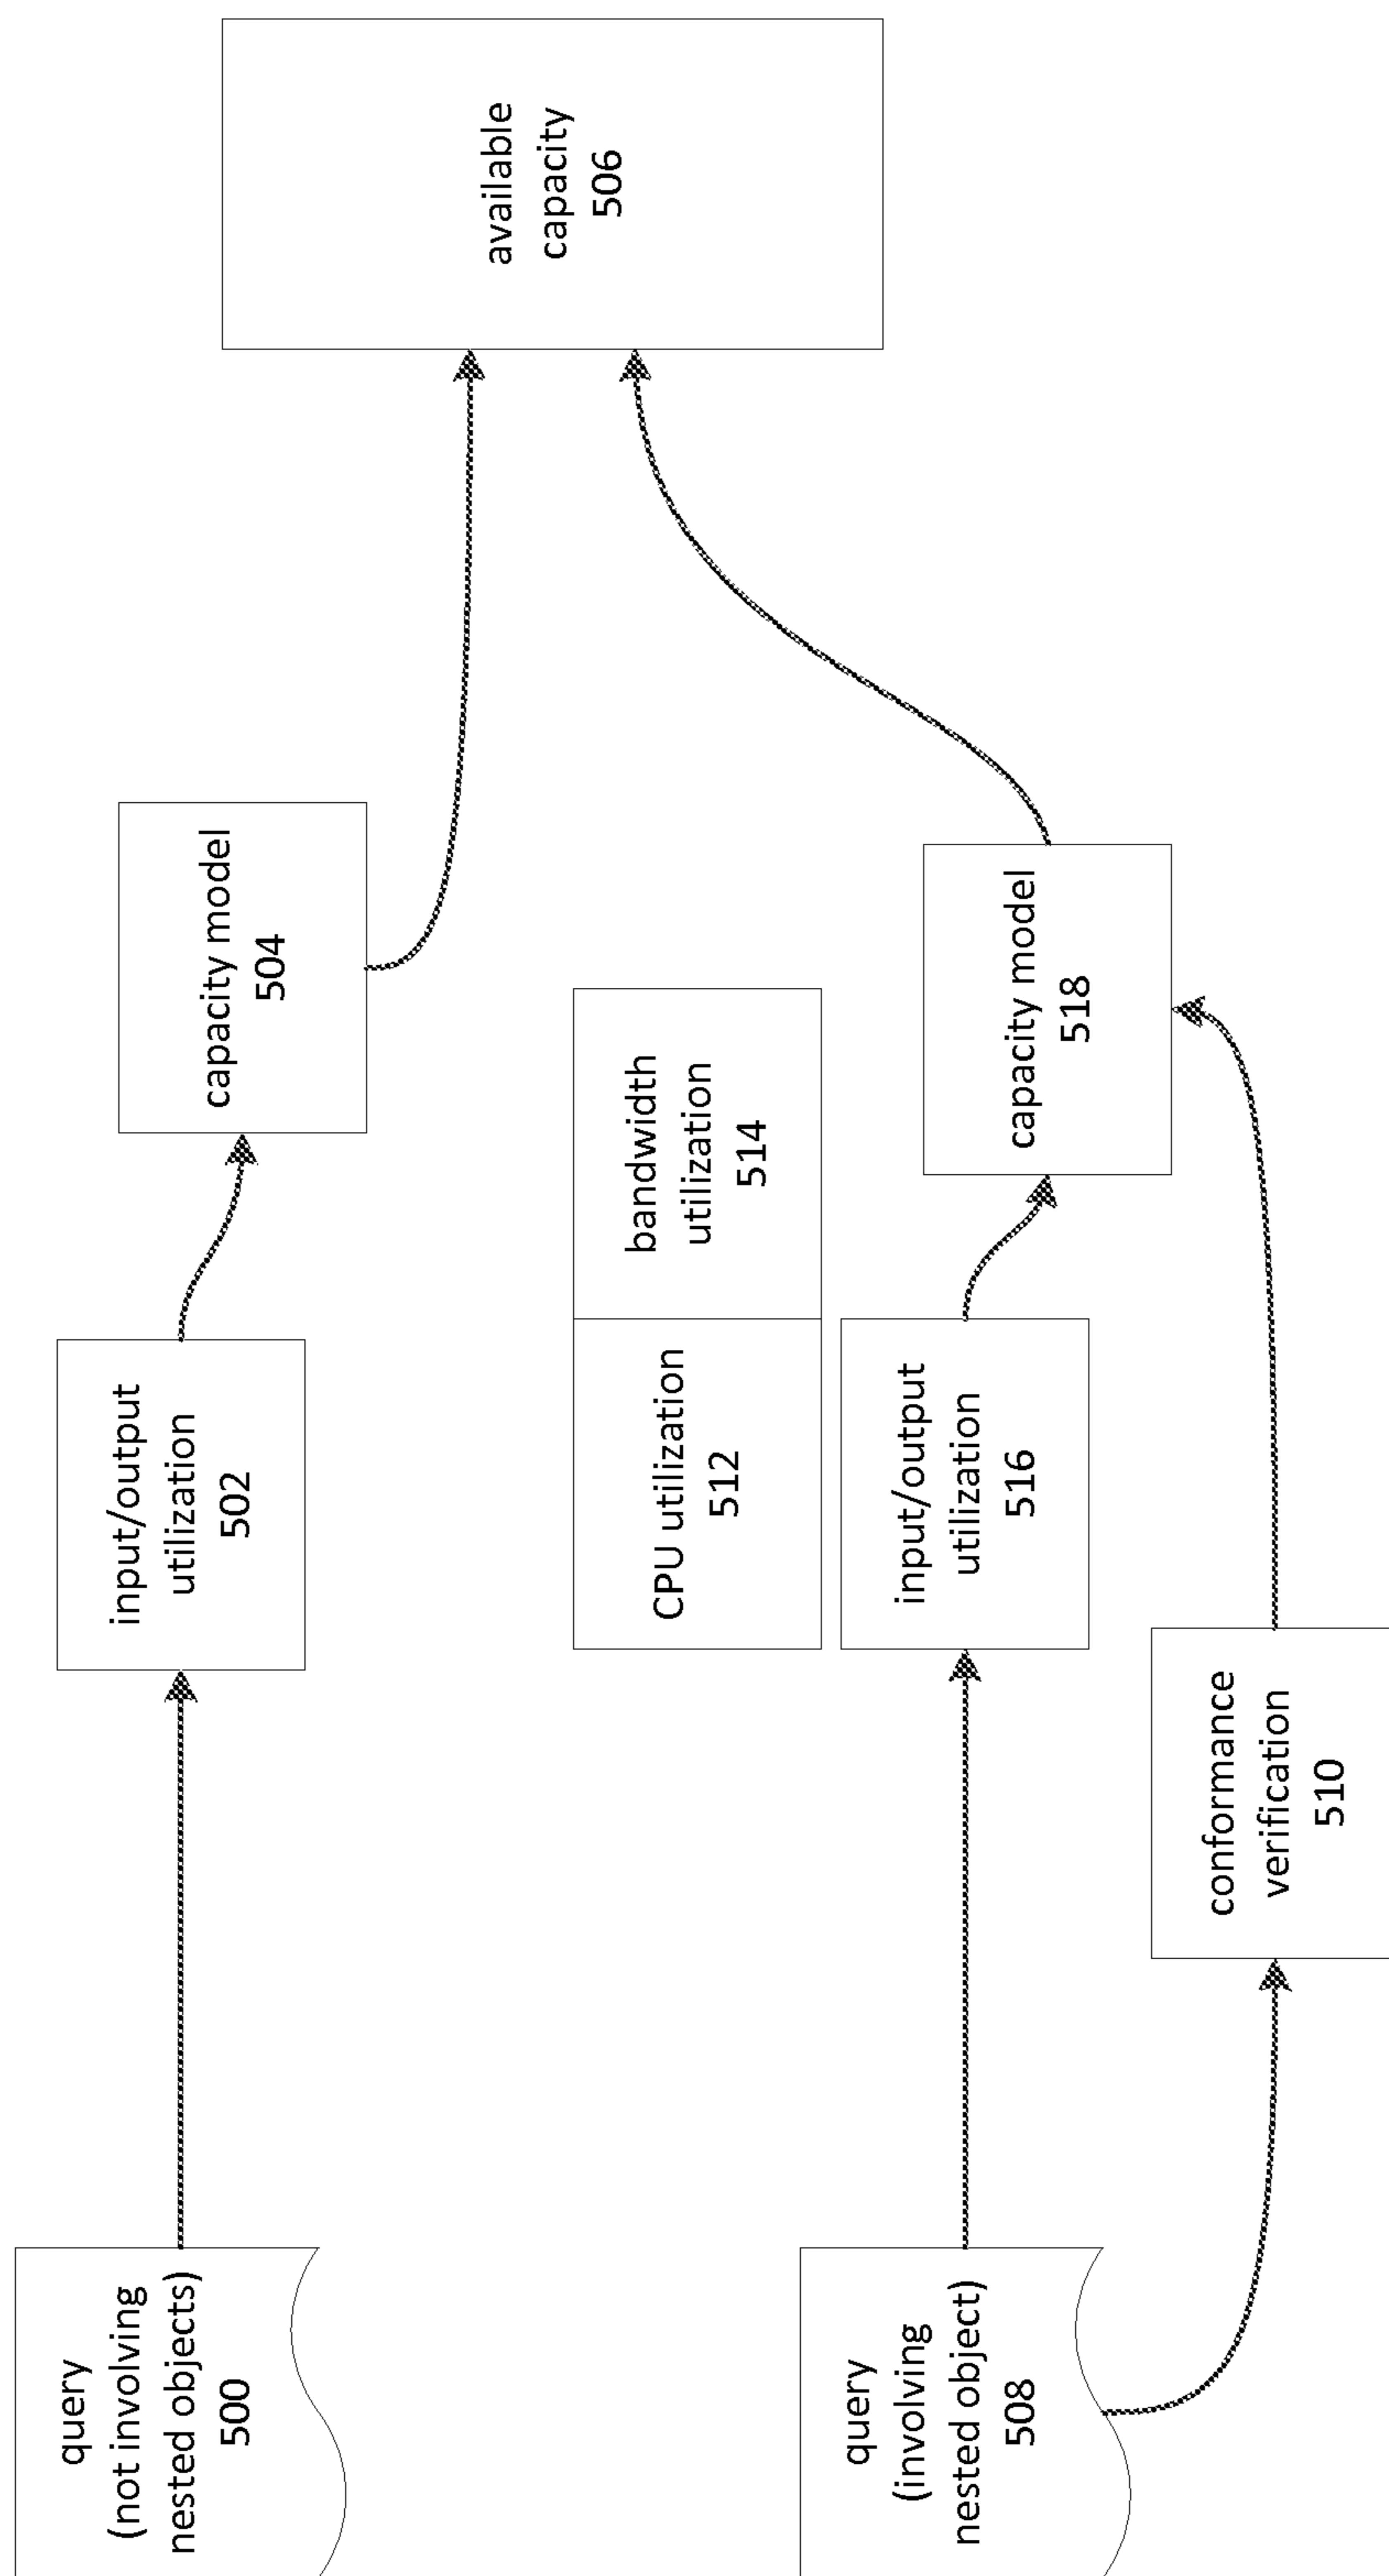 query
(not involving
nested objects)
500
input/output
utilization
502
capacity model
504
available
capacity
506
CPU utilization
512
bandwidth
utilization
514
query
(involving
nested object)
508
input/output
utilization
516
capacity model
518
conformance
verification
510